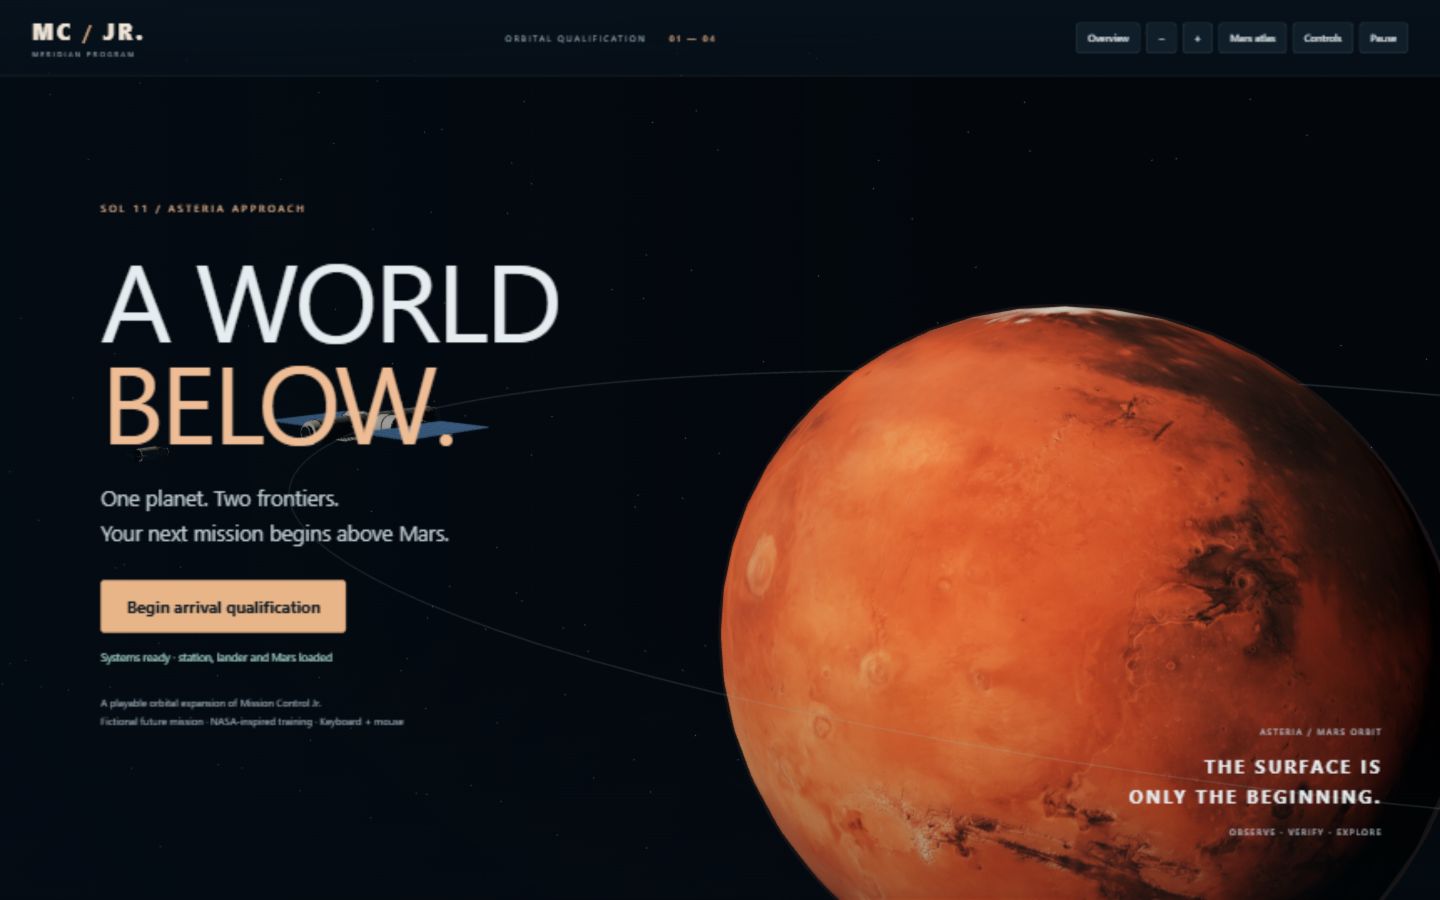 MC / JR.
MERIDIAN PROGRAM
ORBITAL QUALIFICATION 01 — 04
Overview − + Mars atlas Controls Pause
SOL 11 / ASTERIA APPROACH
A WORLD
BELOW.
One planet. Two frontiers.
Your next mission begins above Mars.
Begin arrival qualification
Systems ready · station, lander and Mars loaded
A playable orbital expansion of Mission Control Jr.
Fictional future mission · NASA-inspired training · Keyboard + mouse
ASTERIA / MARS ORBIT
THE SURFACE IS
ONLY THE BEGINNING.
OBSERVE · VERIFY · EXPLORE